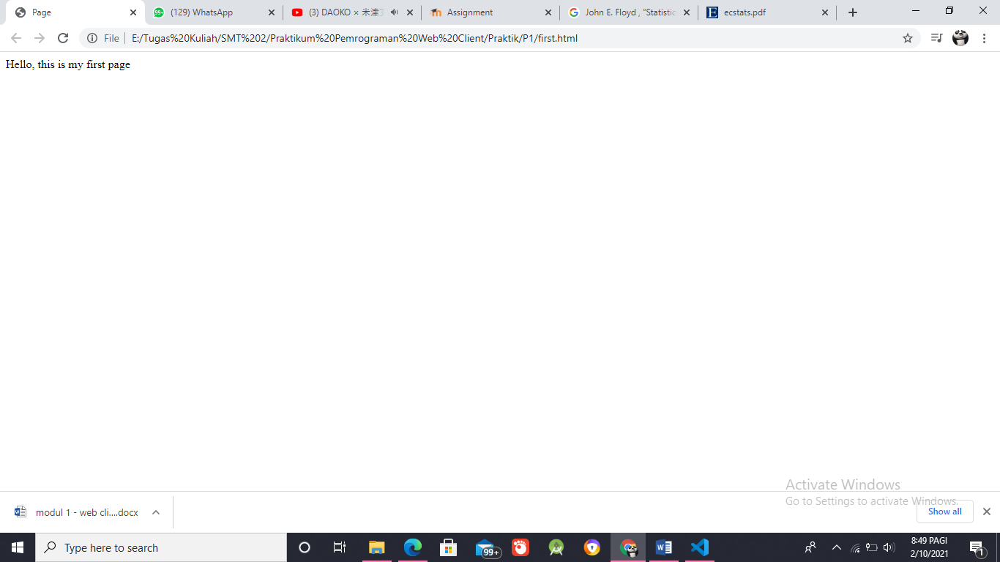 Page
(129) WhatsApp
(3) DAOKO × 米津
Assignment
John E. Floyd , "Statistic
ecstats.pdf
File
E:/Tugas%20Kuliah/SMT%202/Praktikum%20Pemrograman%20Web%20Client/Praktik/P1/first.html
Hello, this is my first page
Activate Windows
Go to Settings to activate Windows.
modul 1 - web cli....docx
Show all
Type here to search
99+
8:49 PAGI
2/10/2021
1